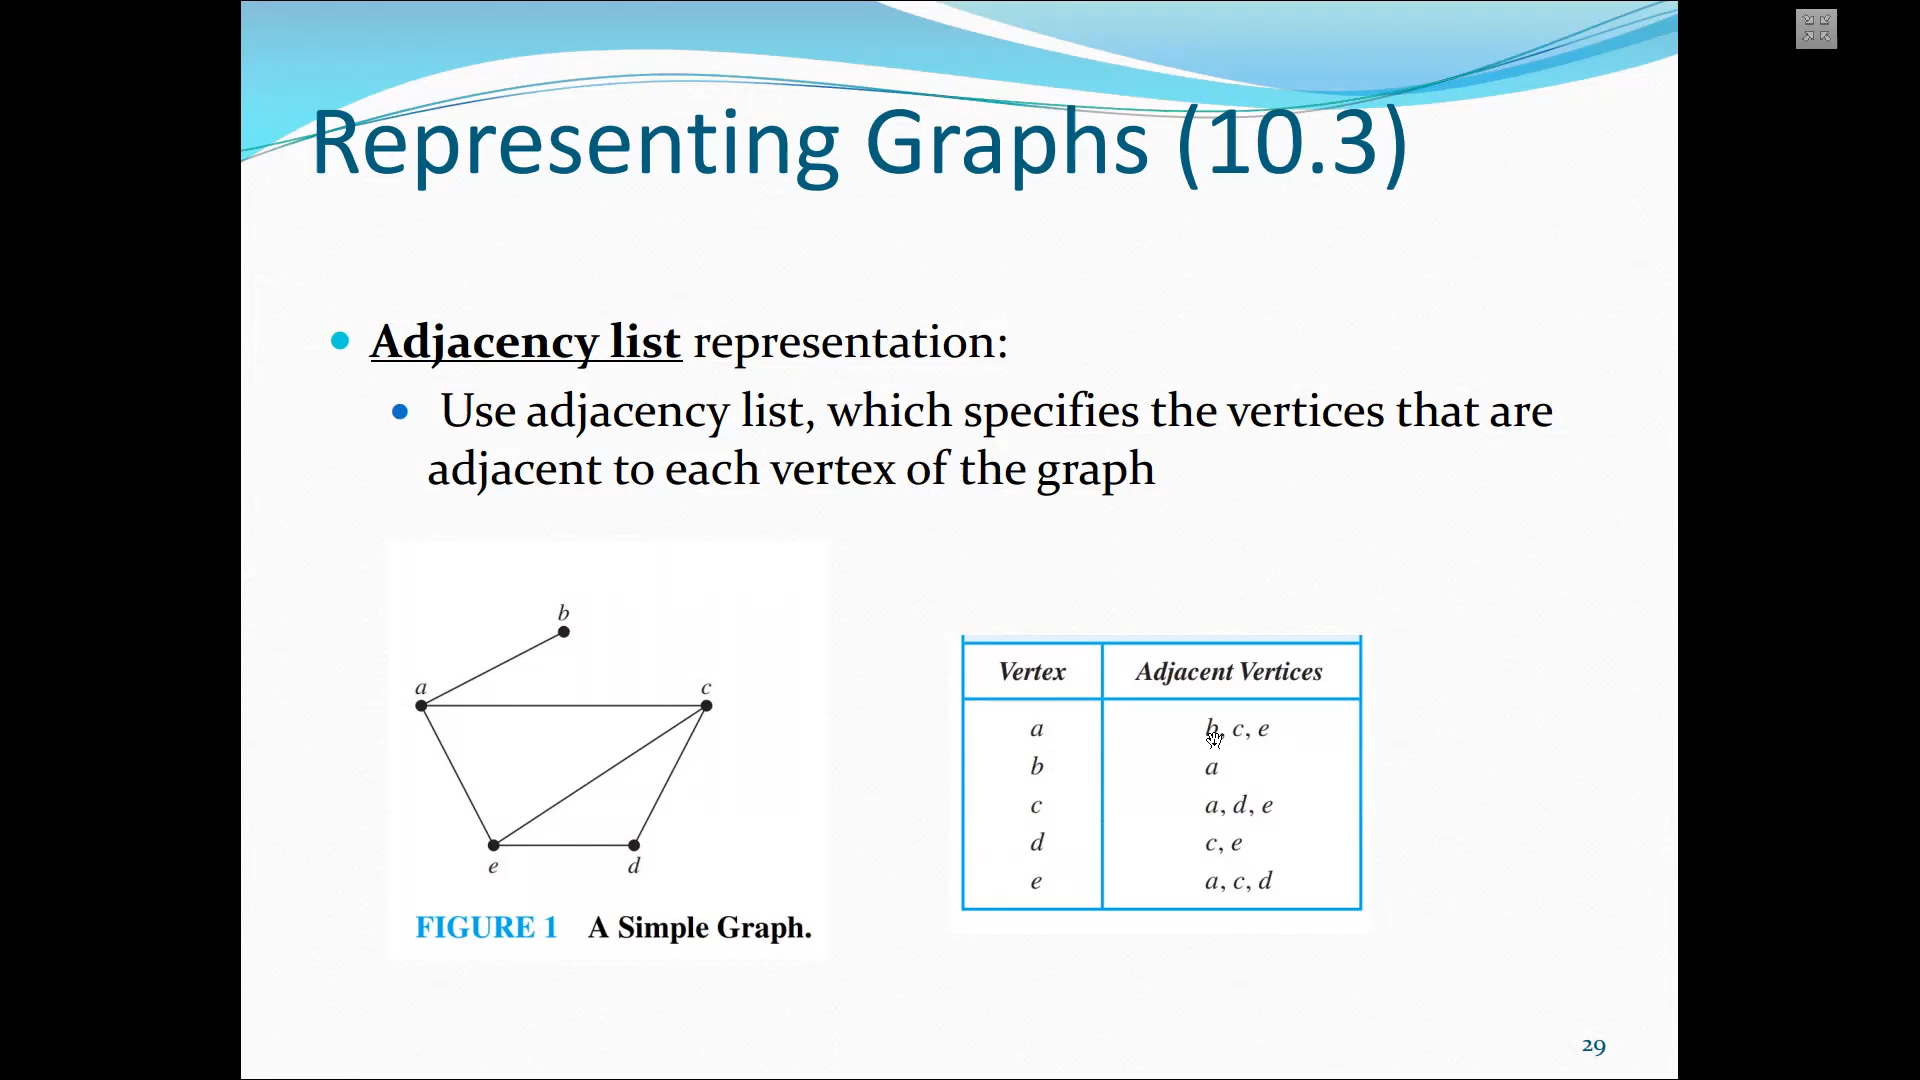 Representing Graphs (10.3)
Adjacency list representation:
Use adjacency list, which specifies the vertices that are
adjacent to each vertex of the graph
b
a
c
e
d
FIGURE 1 A Simple Graph.
Vertex Adjacent Vertices
a b, c, e
b a
c a, d, e
d c, e
e a, c, d
29